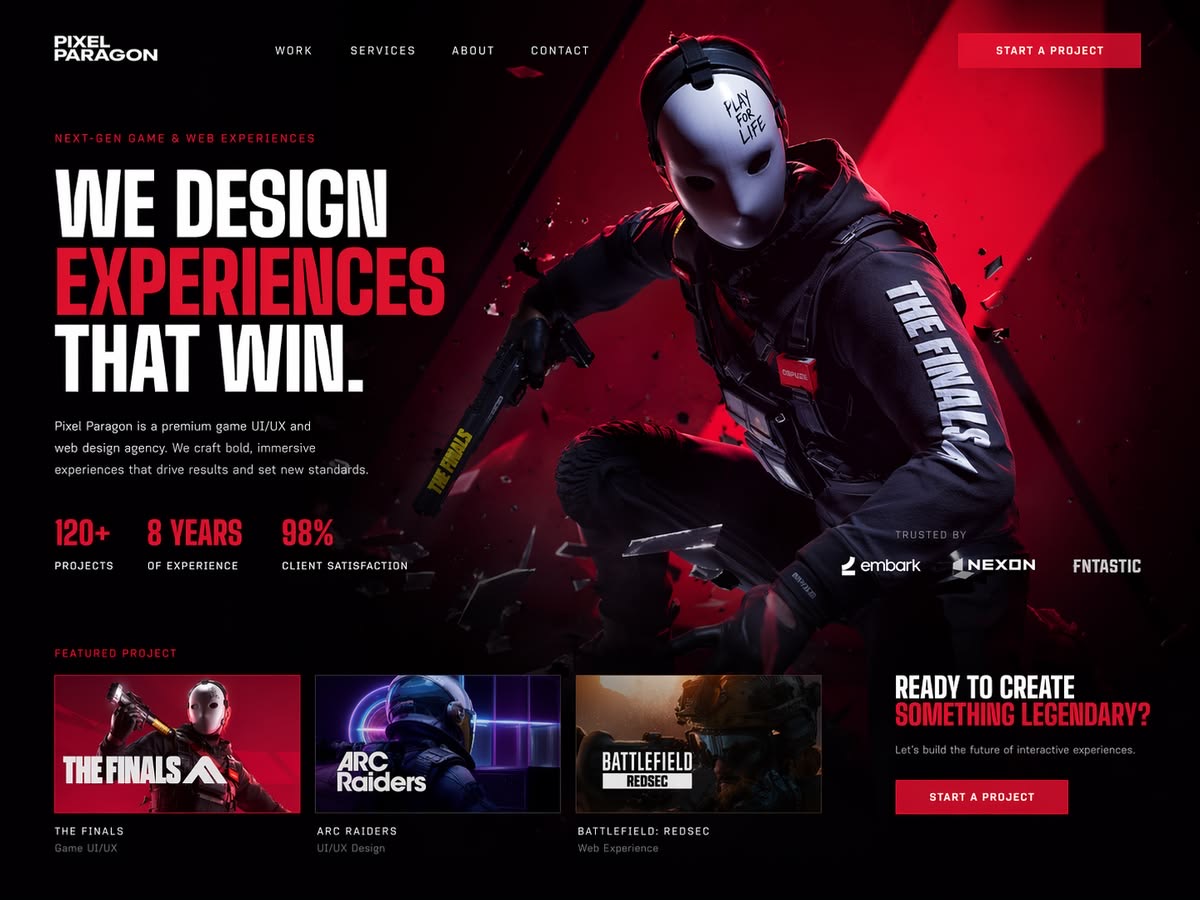 PIXEL
PARAGON
WORK
SERVICES
ABOUT
CONTACT
START A PROJECT
PLAY
FOR
LIFE
NEXT-GEN GAME & WEB EXPERIENCES
WE DESIGN
EXPERIENCES
THAT WIN.
THE FINALS
OSPUZE
THE FINALS
Pixel Paragon is a premium game UI/UX and
web design agency. We craft bold, immersive
experiences that drive results and set new standards.
120+
PROJECTS
8 YEARS
OF EXPERIENCE
98%
CLIENT SATISFACTION
TRUSTED BY
embark
NEXON
FNTASTIC
FEATURED PROJECT
THE FINALS
THE FINALS
Game UI/UX
ARC
Raiders
ARC RAIDERS
UI/UX Design
BATTLEFIELD
REDSEC
BATTLEFIELD: REDSEC
Web Experience
READY TO CREATE
SOMETHING LEGENDARY?
Let's build the future of interactive experiences.
START A PROJECT